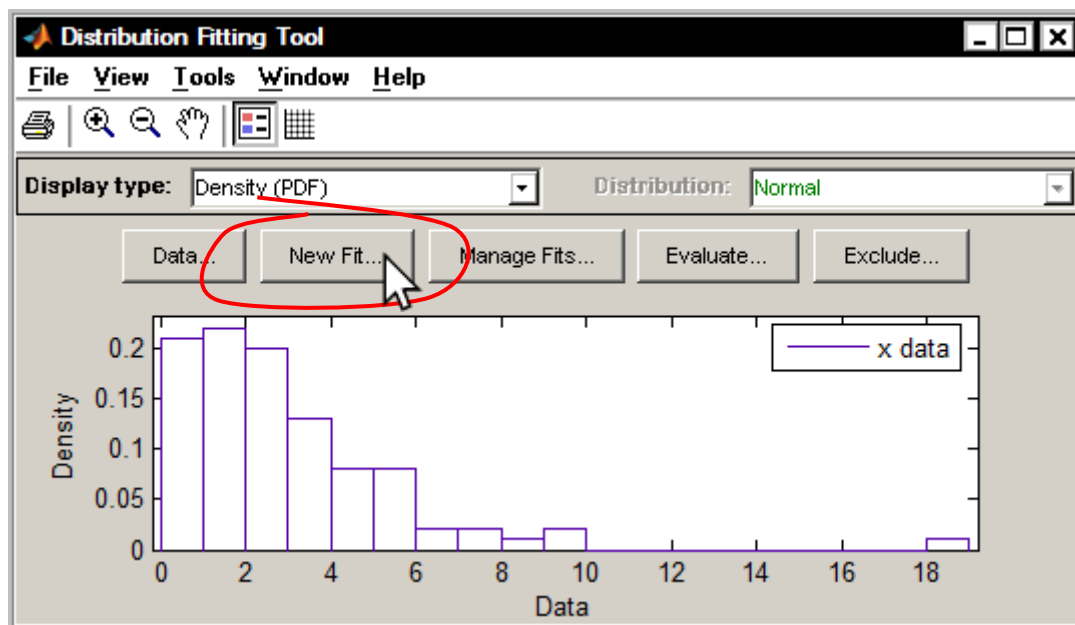 Distribution Fitting Tool
File View Tools Window Help
Display type: Density (PDF) Distribution: Normal
Data... New Fit... Manage Fits... Evaluate... Exclude...
x data
0.2
0.15
0.1
0.05
0
Density
0 2 4 6 8 10 12 14 16 18
Data